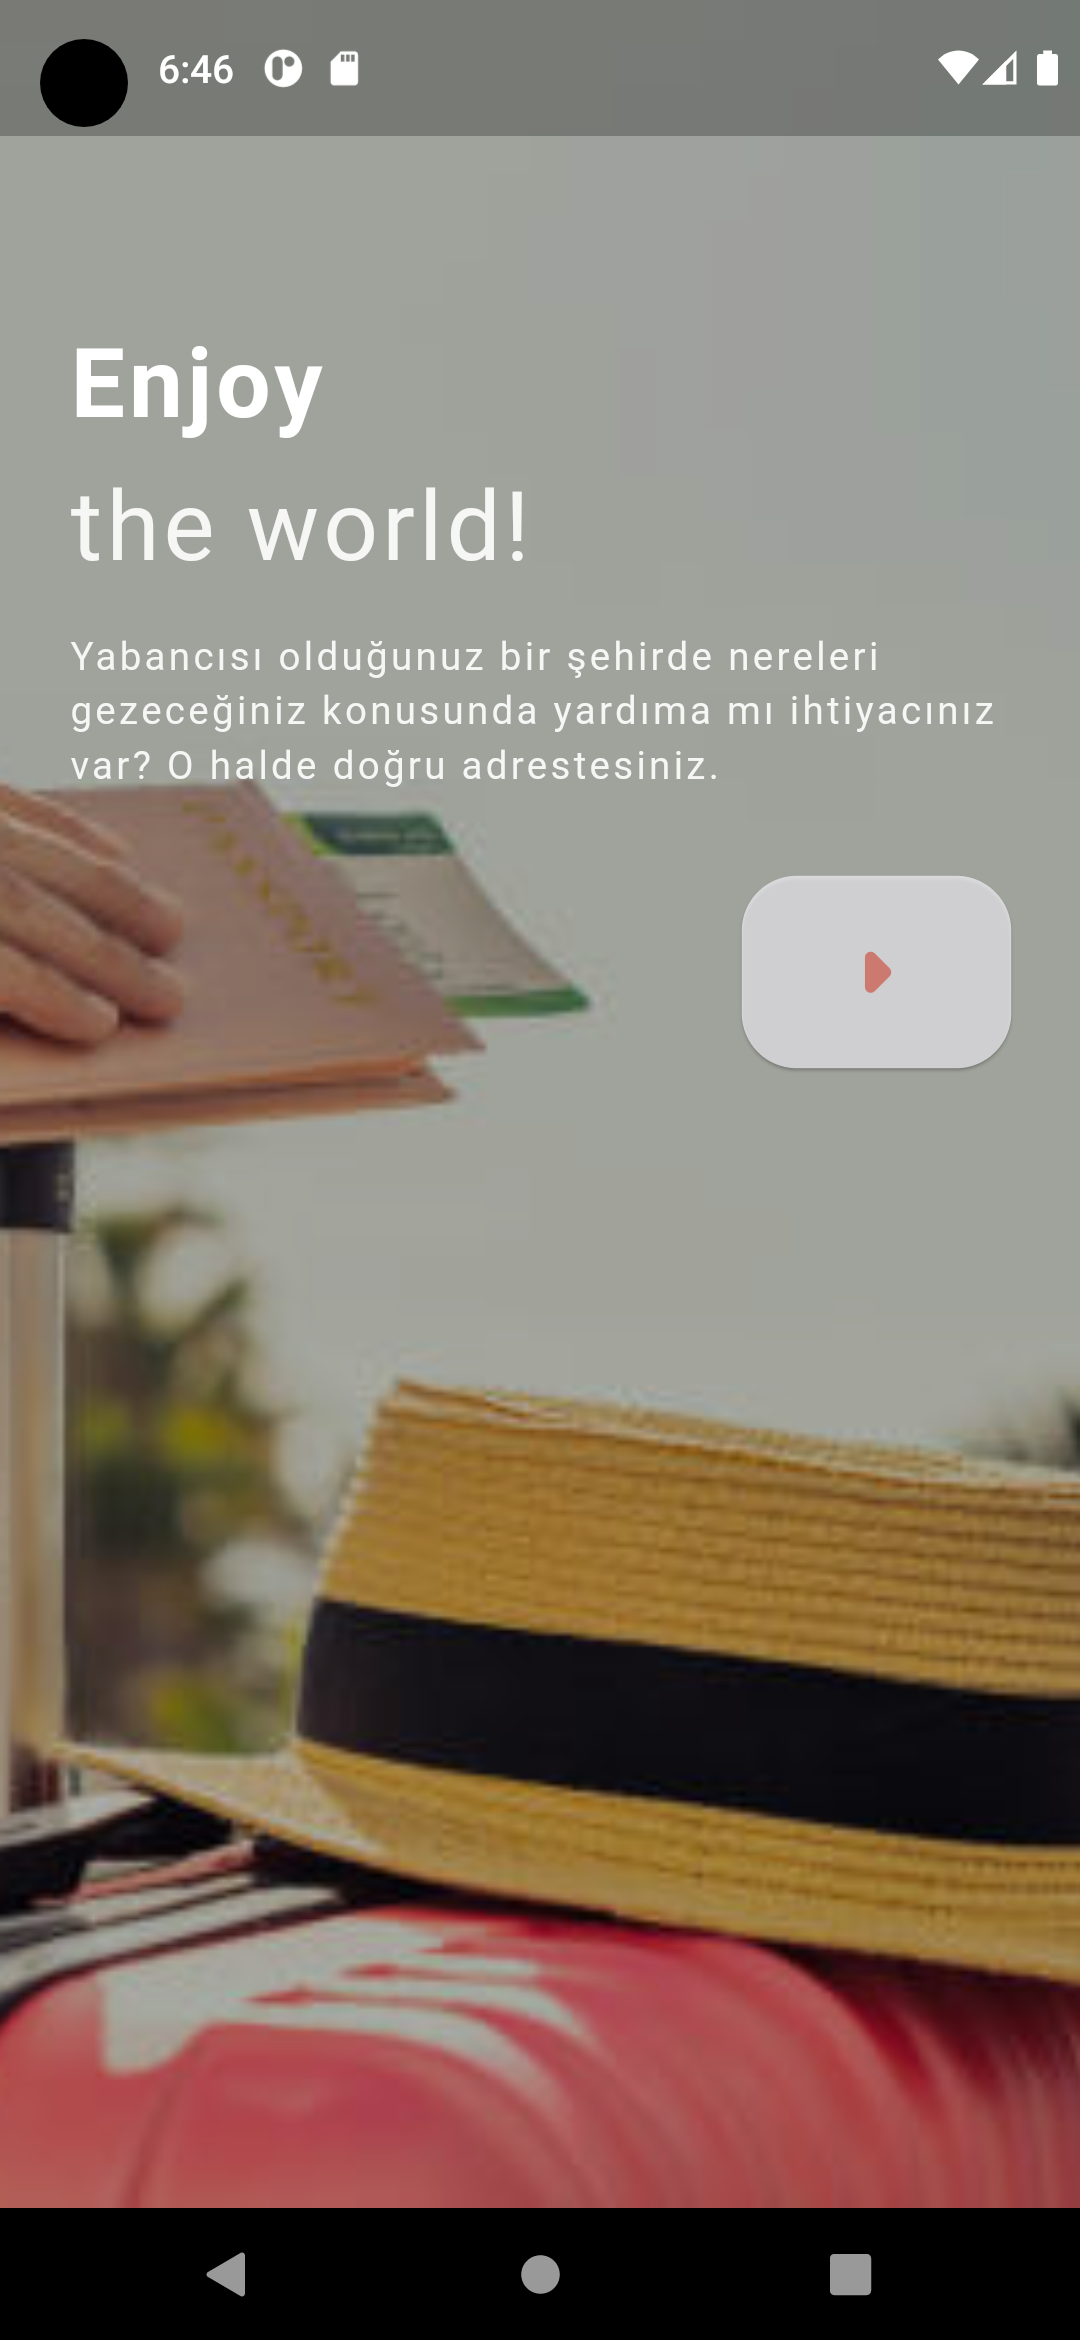 6:46
Enjoy
the world!
Yabancısı olduğunuz bir şehirde nereleri
gezeceğiniz konusunda yardıma mı ihtiyacınız
var? O halde doğru adrestesiniz.